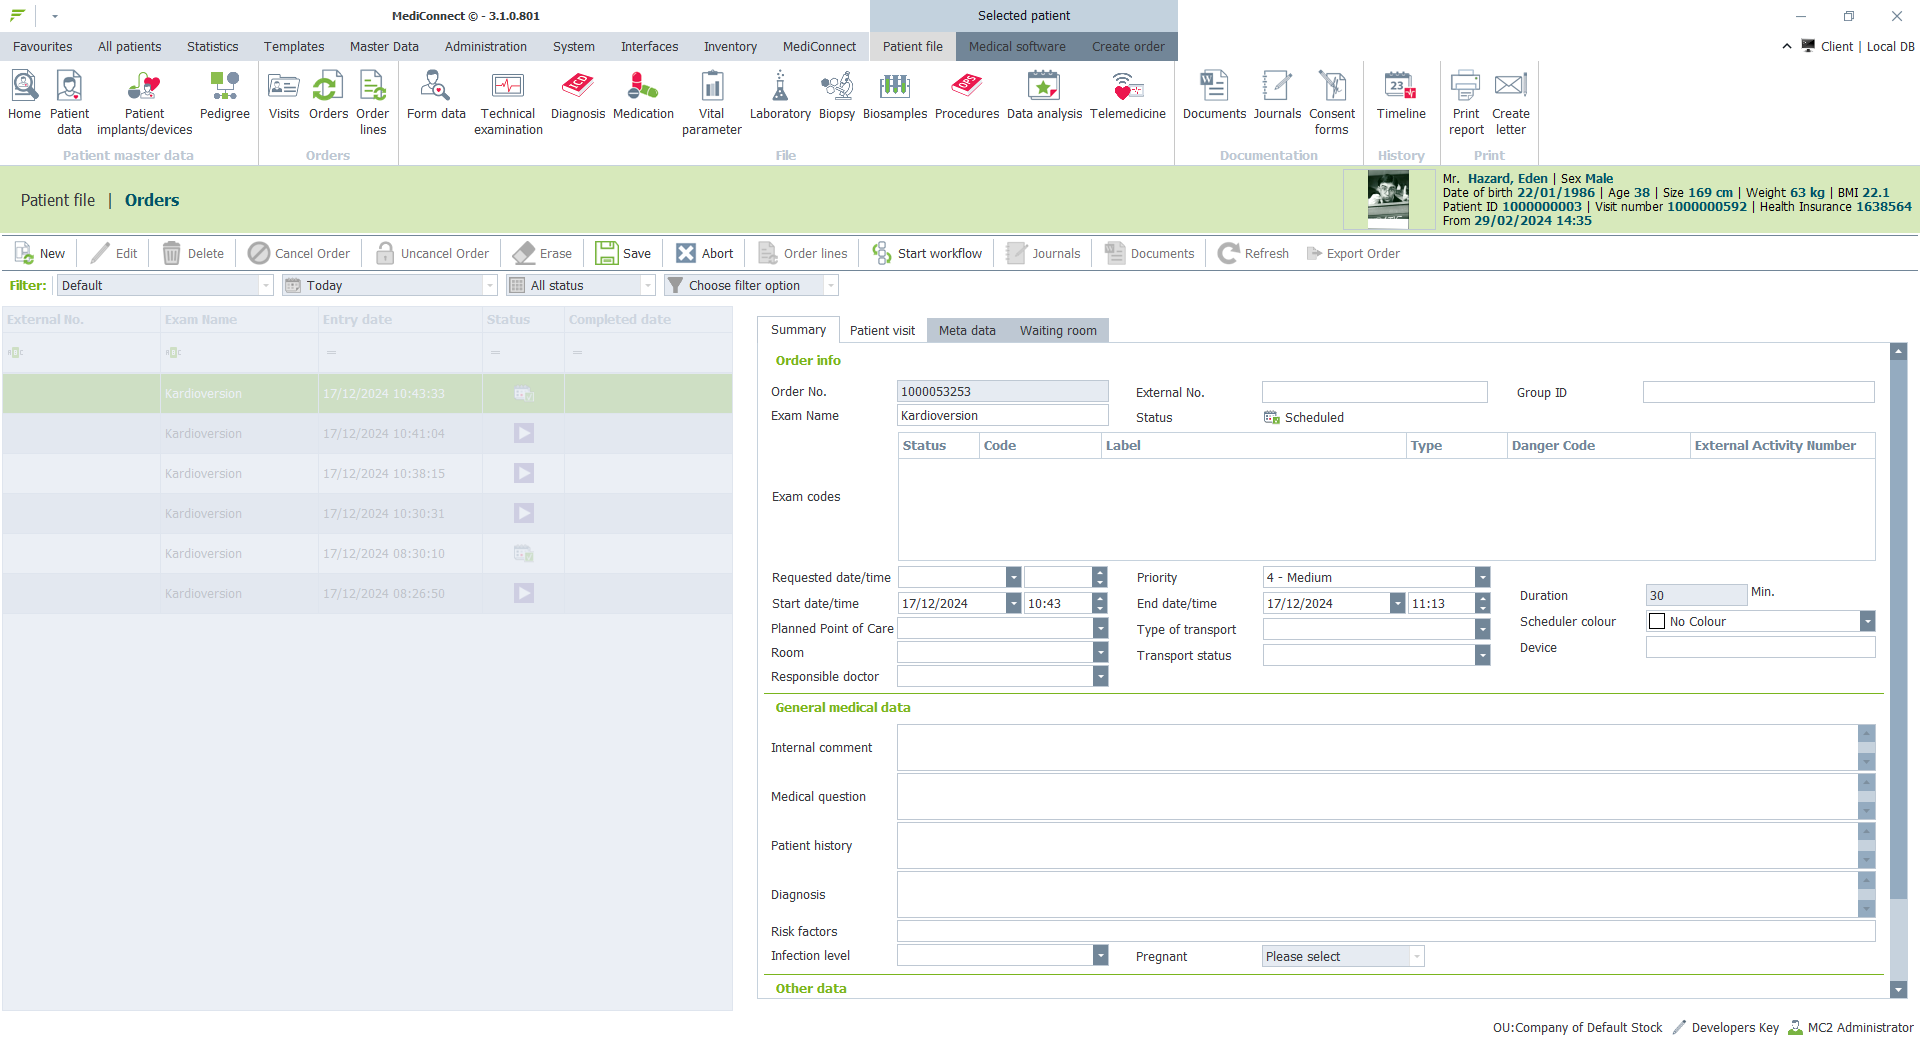 MediConnect © - 3.1.0.801
Selected patient
Favourites All patients Statistics Templates Master Data Administration System Interfaces Inventory MediConnect Patient file Medical software Create order
Client | Local DB
Home Patient data Patient implants/devices Pedigree
Patient master data
Visits Orders Order lines
Orders
Form data Technical examination Diagnosis Medication Vital parameter Laboratory Biopsy Biosamples Procedures Data analysis Telemedicine
File
Documents Journals Consent forms
Documentation
Timeline
History
Print report Create letter
Print
Patient file | Orders
Mr. Hazard, Eden | Sex Male
Date of birth 22/01/1986 | Age 38 | Size 169 cm | Weight 63 kg | BMI 22.1
Patient ID 1000000003 | Visit number 1000000592 | Health Insurance 1638564
From 29/02/2024 14:35
New Edit Delete Cancel Order Uncancel Order Erase Save Abort Order lines Start workflow Journals Documents Refresh Export Order
Filter: Default Today All status Choose filter option
External No. Exam Name Entry date Status Completed date
= = =
Kardioversion 17/12/2024 10:43:33
Kardioversion 17/12/2024 10:41:04
Kardioversion 17/12/2024 10:38:15
Kardioversion 17/12/2024 10:30:31
Kardioversion 17/12/2024 08:30:10
Kardioversion 17/12/2024 08:26:50
Summary Patient visit Meta data Waiting room
Order info
Order No. 1000053253 External No. Group ID
Exam Name Kardioversion Status Scheduled
Status Code Label Type Danger Code External Activity Number
Exam codes
Requested date/time Priority 4 - Medium
Duration 30 Min.
Start date/time 17/12/2024 10:43 End date/time 17/12/2024 11:13
Scheduler colour No Colour
Planned Point of Care Type of transport
Device
Room Transport status
Responsible doctor
General medical data
Internal comment
Medical question
Patient history
Diagnosis
Risk factors
Infection level Pregnant Please select
Other data
OU:Company of Default Stock Developers Key MC2 Administrator